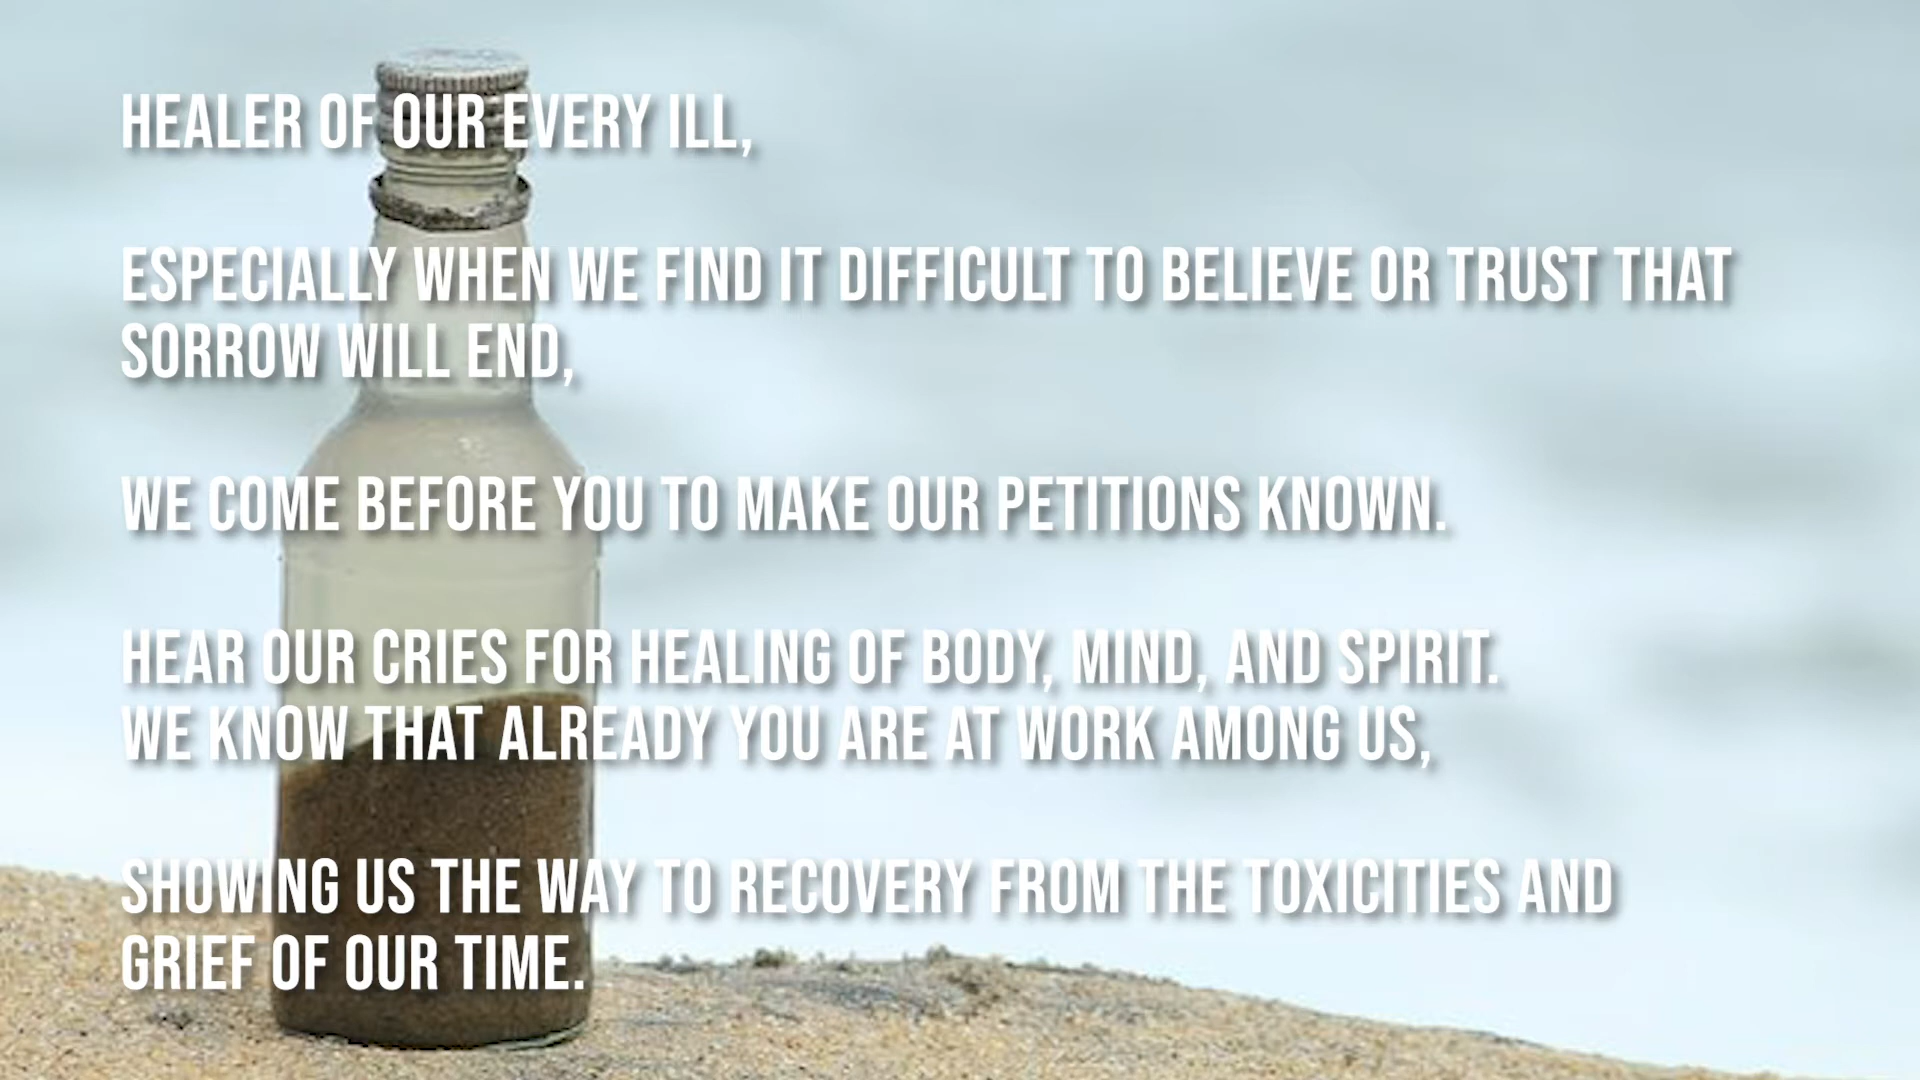 HEALER OF OUR EVERY ILL,
ESPECIALLY WHEN WE FIND IT DIFFICULT TO BELIEVE OR TRUST THAT
SORROW WILL END,
WE COME BEFORE YOU TO MAKE OUR PETITIONS KNOWN.
HEAR OUR CRIES FOR HEALING OF BODY, MIND, AND SPIRIT.
WE KNOW THAT ALREADY YOU ARE AT WORK AMONG US,
SHOWING US THE WAY TO RECOVERY FROM THE TOXICITIES AND
GRIEF OF OUR TIME.